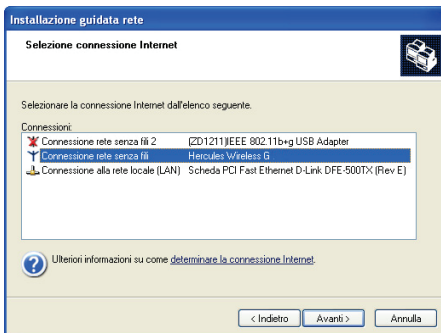 Installazione guidata rete
Selezione connessione Internet
Selezionare la connessione Internet dall'elenco seguente.
Connessioni:
Connessione rete senza fili 2 (ZD1211)IEEE 802.11b+g USB Adapter
Connessione rete senza fili Hercules Wireless G
Connessione alla rete locale (LAN) Scheda PCI Fast Ethernet D-Link DFE-500TX (Rev E)
Ulteriori informazioni su come determinare la connessione Internet.
< Indietro Avanti > Annulla